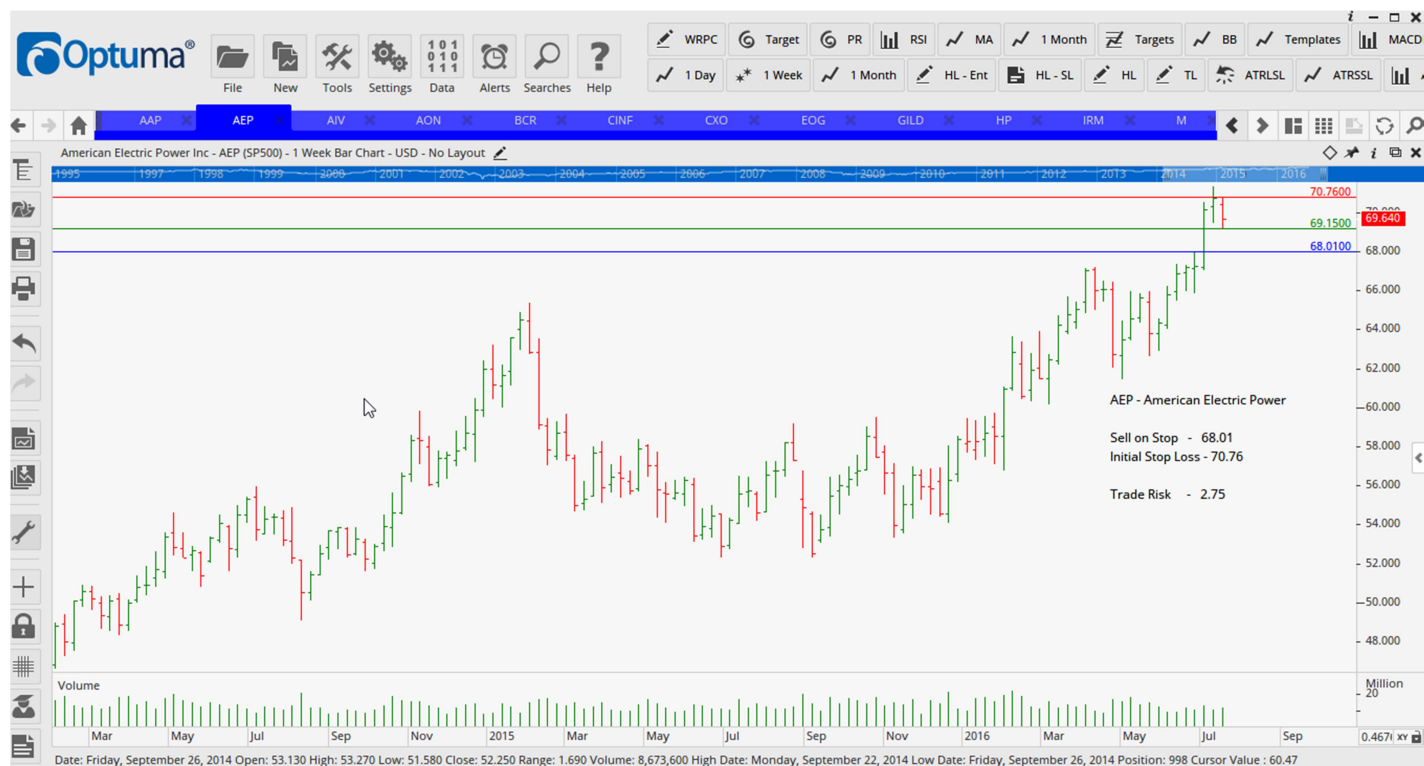 Optuma®
File
New
Tools
Settings
101
010
111
Data
Alerts
Searches
Help
WRPC
Target
PR
RSI
MA
1 Month
Targets
BB
Templates
MACD
1 Day
1 Week
1 Month
HL - Ent
HL - SL
HL
TL
ATRLSL
ATRSSL
AAP
AEP
AIV
AON
BCR
CINF
CXO
EOG
GILD
HP
IRM
M
American Electric Power Inc - AEP (SP500) - 1 Week Bar Chart - USD - No Layout
1995 1997 1998 1999 2000 2001 2002 2003 2004 2005 2006 2007 2008 2009 2010 2011 2012 2013 2014 2015 2016
70.7600
69.640
69.1500
68.0100
68.000
66.000
64.000
62.000
60.000
58.000
56.000
54.000
52.000
50.000
48.000
AEP - American Electric Power
Sell on Stop - 68.01
Initial Stop Loss - 70.76
Trade Risk - 2.75
Volume
Million
20
Mar May Jul Sep Nov 2015 Mar May Jul Sep Nov 2016 Mar May Jul Sep
XY
Date: Friday, September 26, 2014 Open: 53.130 High: 53.270 Low: 51.580 Close: 52.250 Range: 1.690 Volume: 8,673,600 High Date: Monday, September 22, 2014 Low Date: Friday, September 26, 2014 Position: 998 Cursor Value : 60.47